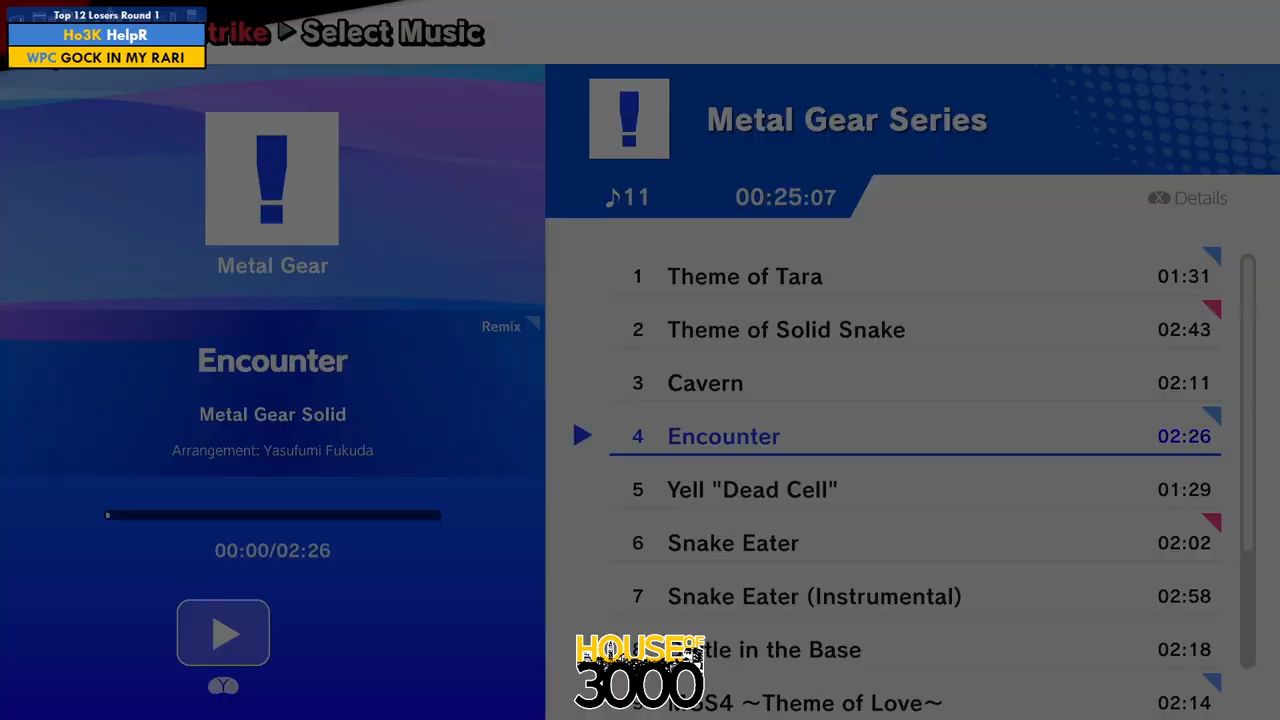 Top 12 Losers Round 1
Ho3K HelpR
WPC GOCK IN MY RARI
trike ▶ Select Music
Metal Gear
Remix
Encounter
Metal Gear Solid
Arrangement: Yasufumi Fukuda
00:00/02:26
Y
Metal Gear Series
♪11 00:25:07
X Details
1 Theme of Tara 01:31
2 Theme of Solid Snake 02:43
3 Cavern 02:11
4 Encounter 02:26
5 Yell "Dead Cell" 01:29
6 Snake Eater 02:02
7 Snake Eater (Instrumental) 02:58
ttle in the Base 02:18
MGS4 ～Theme of Love～ 02:14
HOUSE OF
3000